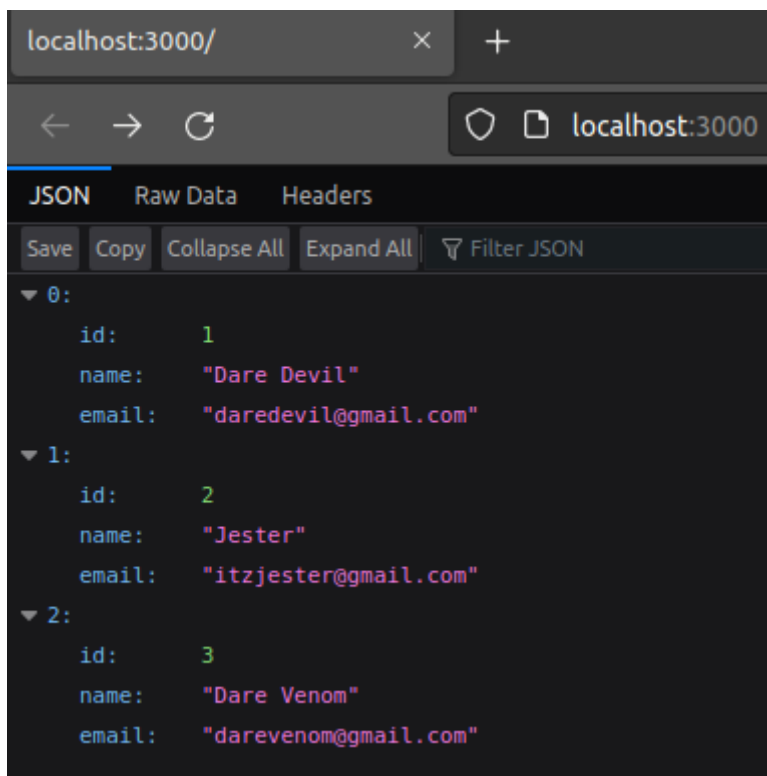 localhost:3000/
localhost:3000
JSON Raw Data Headers
Save Copy Collapse All Expand All Filter JSON
0:
id: 1
name: "Dare Devil"
email: "daredevil@gmail.com"
1:
id: 2
name: "Jester"
email: "itzjester@gmail.com"
2:
id: 3
name: "Dare Venom"
email: "darevenom@gmail.com"